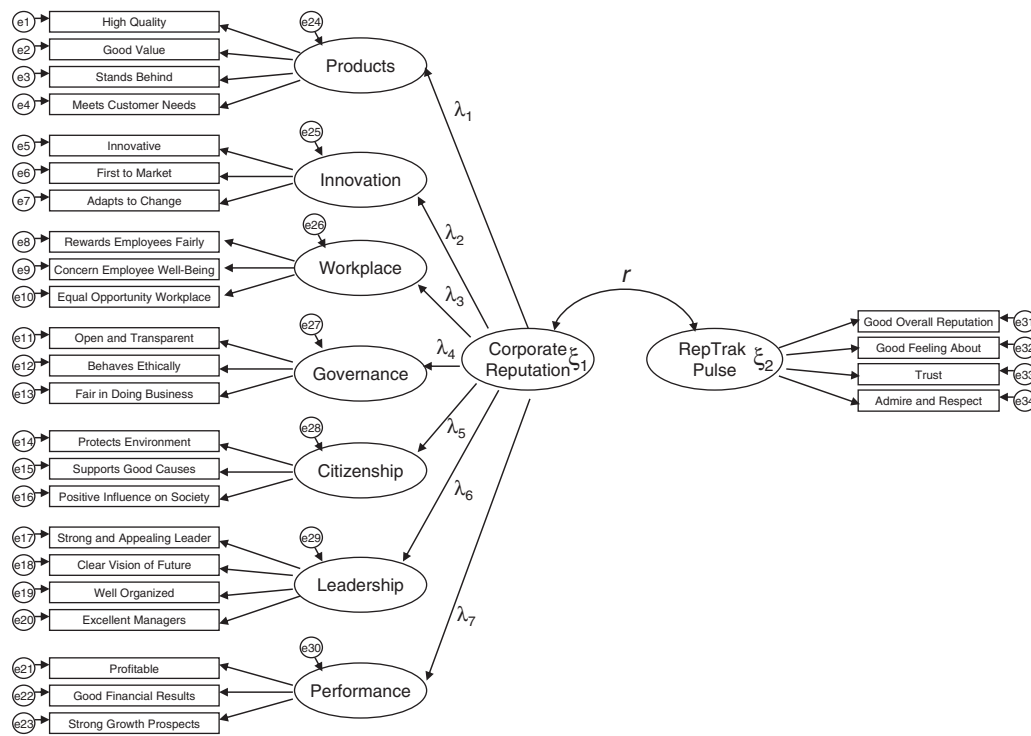 e1 High Quality
e2 Good Value
e3 Stands Behind
e4 Meets Customer Needs
e24
Products
e5 Innovative
e6 First to Market
e7 Adapts to Change
e25
Innovation
e8 Rewards Employees Fairly
e9 Concern Employee Well-Being
e10 Equal Opportunity Workplace
e26
Workplace
e11 Open and Transparent
e12 Behaves Ethically
e13 Fair in Doing Business
e27
Governance
e14 Protects Environment
e15 Supports Good Causes
e16 Positive Influence on Society
e28
Citizenship
e17 Strong and Appealing Leader
e18 Clear Vision of Future
e19 Well Organized
e20 Excellent Managers
e29
Leadership
e21 Profitable
e22 Good Financial Results
e23 Strong Growth Prospects
e30
Performance
λ1
λ2
λ3
λ4
λ5
λ6
λ7
Corporate
Reputation ξ1
r
RepTrak
Pulse ξ2
Good Overall Reputation e31
Good Feeling About e32
Trust e33
Admire and Respect e34